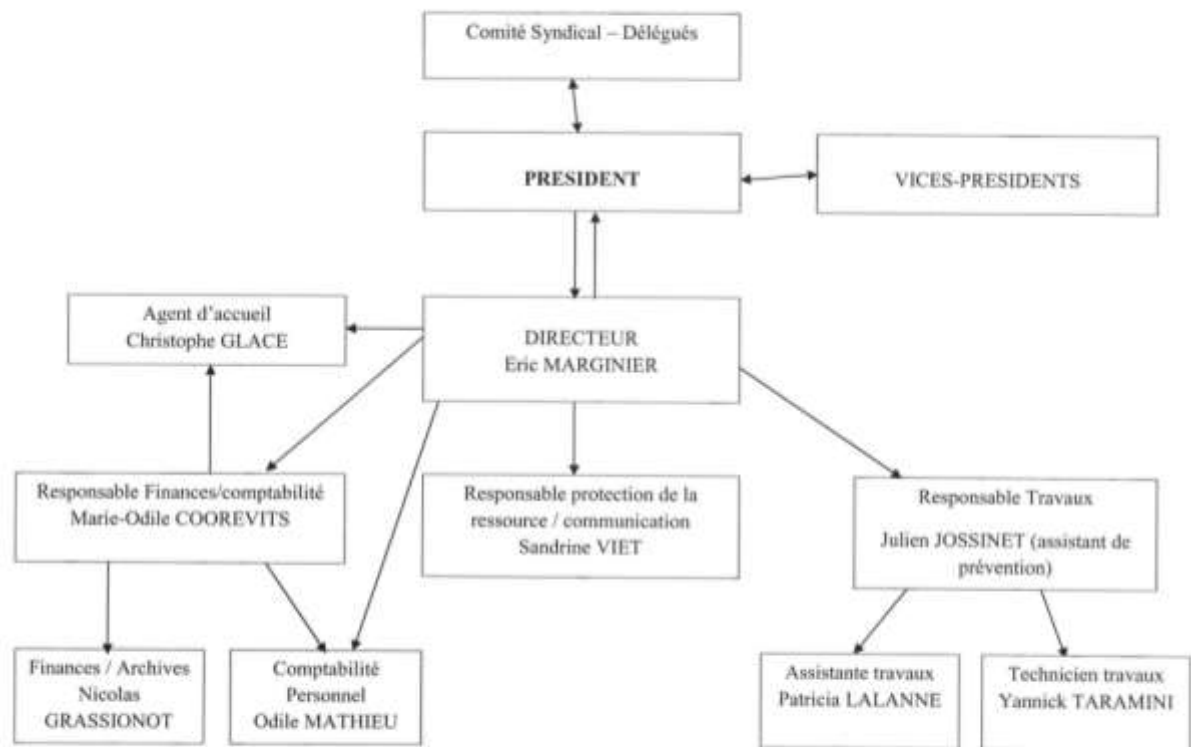 Comité Syndical – Délégués
PRESIDENT
VICES-PRESIDENTS
Agent d'accueil
Christophe GLACE
DIRECTEUR
Eric MARGINIER
Responsable Finances/comptabilité
Marie-Odile COOREVITS
Responsable protection de la
ressource / communication
Sandrine VIET
Responsable Travaux
Julien JOSSINET (assistant de
prévention)
Finances / Archives
Nicolas
GRASSIONOT
Comptabilité
Personnel
Odile MATHIEU
Assistante travaux
Patricia LALANNE
Technicien travaux
Yannick TARAMINI